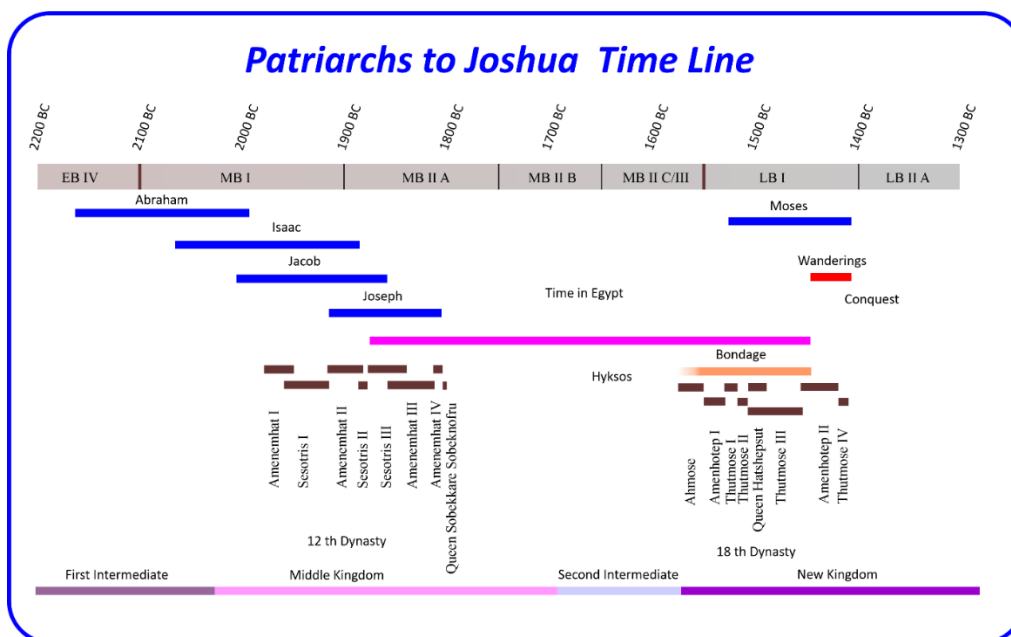 Patriarchs to Joshua Time Line
2200 BC
2100 BC
2000 BC
1900 BC
1800 BC
1700 BC
1600 BC
1500 BC
1400 BC
1300 BC
EB IV
MB I
MB II A
MB II B
MB II C/III
LB I
LB II A
Abraham
Moses
Isaac
Jacob
Wanderings
Joseph
Time in Egypt
Conquest
Bondage
Hyksos
Amenemhat I
Sesotris I
Amenemhat II
Sesotris II
Sesotris III
Amenemhat III
Amenemhat IV
Queen Sobekkare Sobeknofru
Ahmose
Amenhotep I
Thutmose I
Thutmose II
Queen Hatshepsut
Thutmose III
Amenhotep II
Thutmose IV
12 th Dynasty
18 th Dynasty
First Intermediate
Middle Kingdom
Second Intermediate
New Kingdom